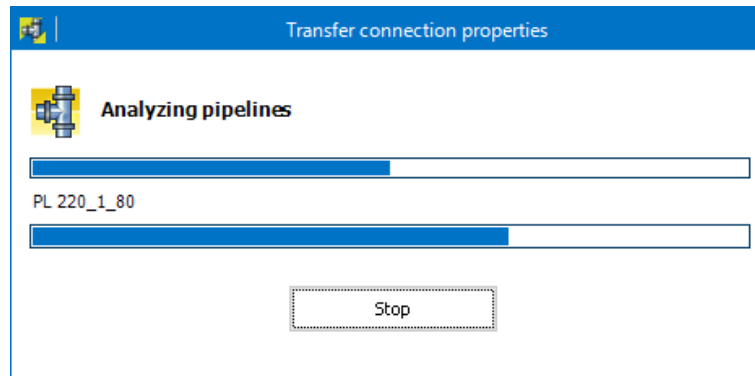 Transfer connection properties
Analyzing pipelines
PL 220_1_80
Stop